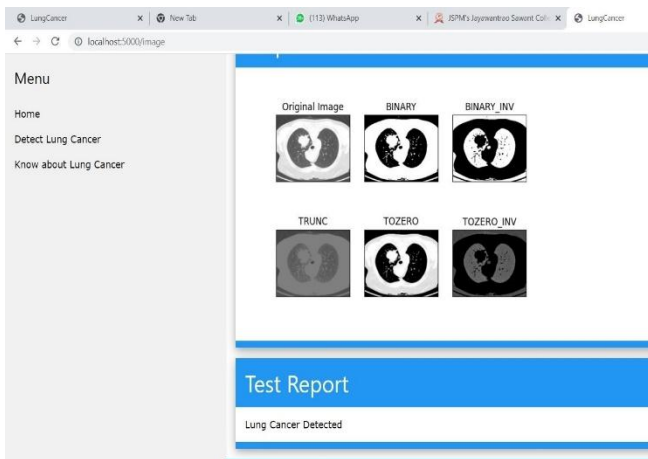 LungCancer
New Tab
(113) WhatsApp
JSPM's Jayawantrao Sawant Coll
LungCancer
localhost:5000/image
Menu
Home
Detect Lung Cancer
Know about Lung Cancer
Original Image BINARY BINARY_INV
TRUNC TOZERO TOZERO_INV
Test Report
Lung Cancer Detected